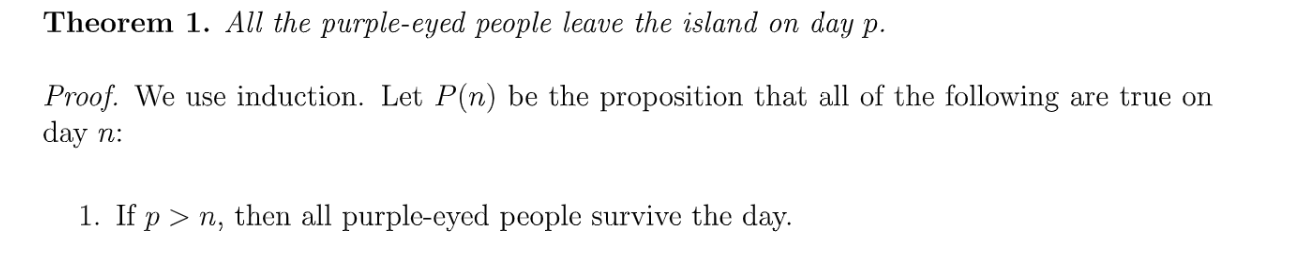 Theorem 1. All the purple-eyed people leave the island on day p.
Proof. We use induction. Let P(n) be the proposition that all of the following are true on
day n:
1. If p > n, then all purple-eyed people survive the day.